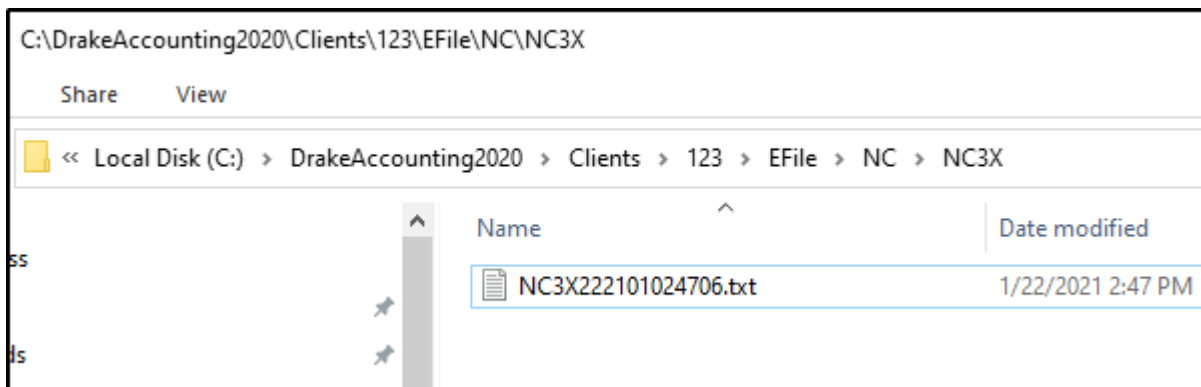 C:\DrakeAccounting2020\Clients\123\EFile\NC\NC3X
Share View
« Local Disk (C:) > DrakeAccounting2020 > Clients > 123 > EFile > NC > NC3X
Name Date modified
ss
NC3X222101024706.txt 1/22/2021 2:47 PM
ds